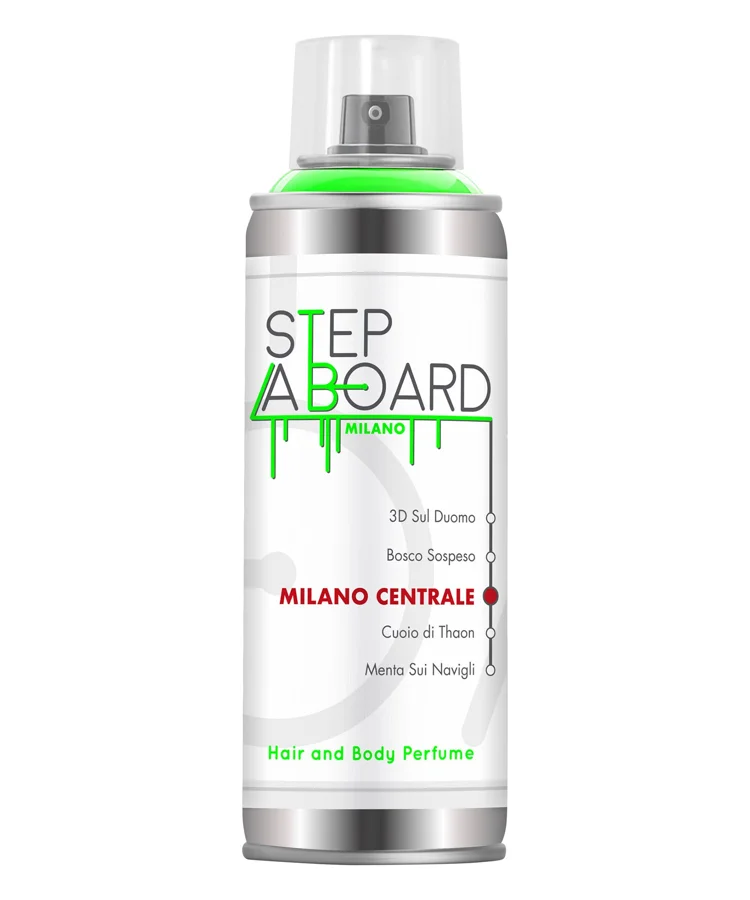 STEP
ABOARD
MILANO
3D Sul Duomo
Bosco Sospeso
MILANO CENTRALE
Cuoio di Thaon
Menta Sui Navigli
Hair and Body Perfume